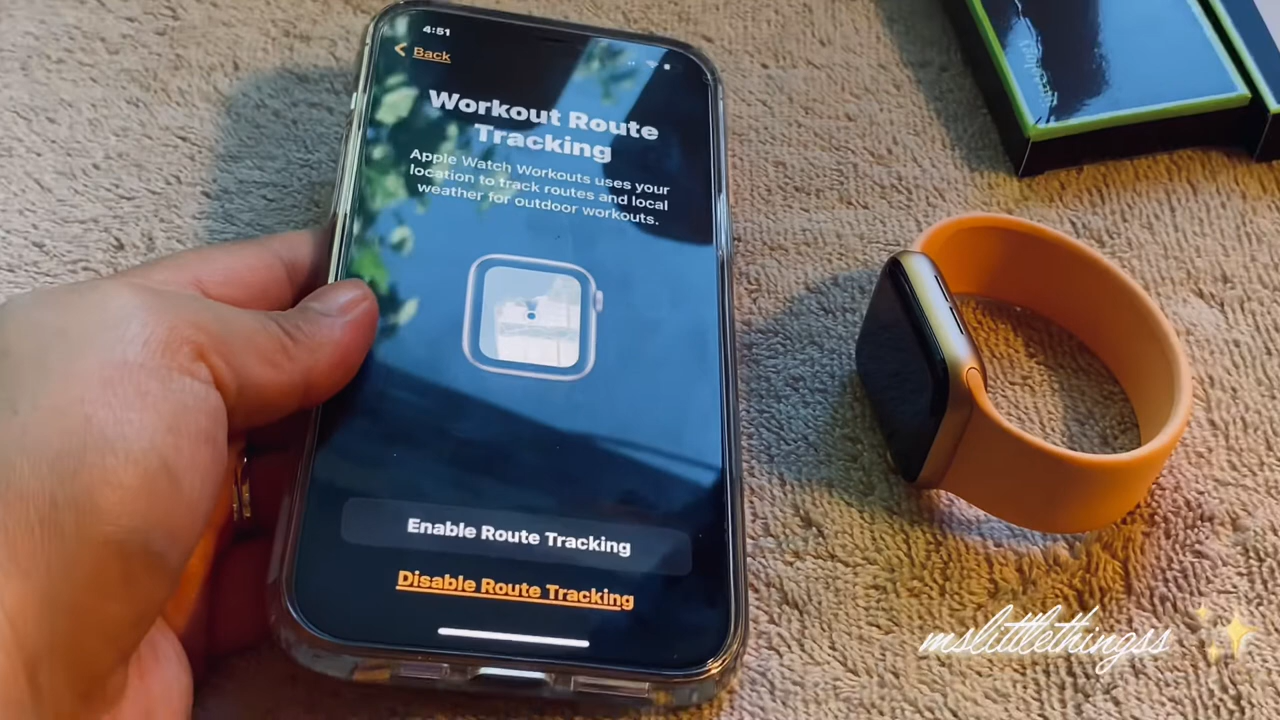 4:51
Back
Workout Route
Tracking
Apple Watch Workouts uses your
location to track routes and local
weather for outdoor workouts.
Enable Route Tracking
Disable Route Tracking
mslittlethingss